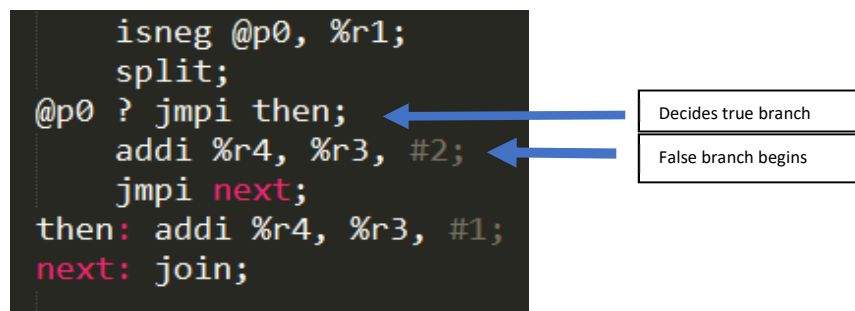 isneg @p0, %r1;
split;
@p0 ? jmpi then;
Decides true branch
addi %r4, %r3, #2;
False branch begins
jmpi next;
then: addi %r4, %r3, #1;
next: join;